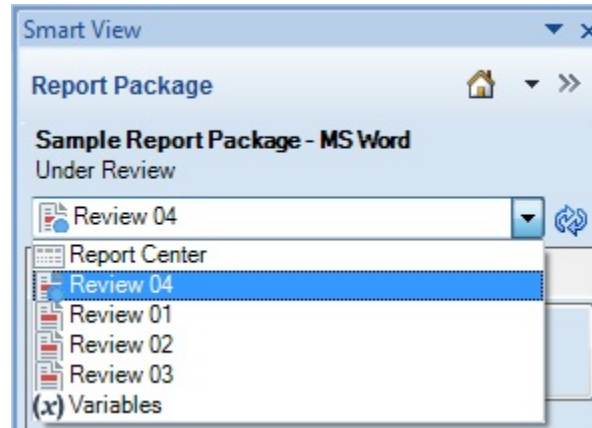 Smart View
Report Package
Sample Report Package - MS Word
Under Review
Review 04
Report Center
Review 04
Review 01
Review 02
Review 03
(x) Variables